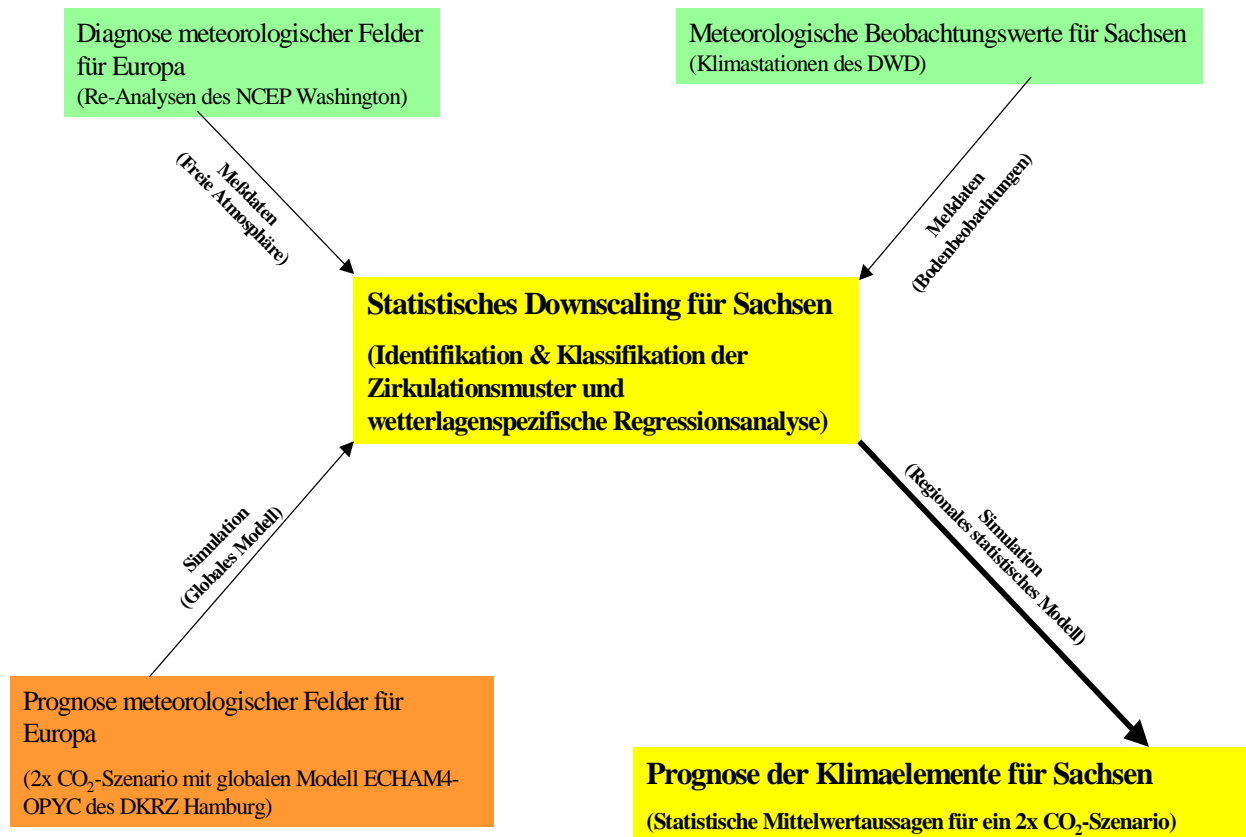 Diagnose meteorologischer Felder
für Europa
(Re-Analysen des NCEP Washington)
Meteorologische Beobachtungswerte für Sachsen
(Klimastationen des DWD)
Meßdaten
(Freie Atmosphäre)
Meßdaten
(Bodenbeobachtungen)
Statistisches Downscaling für Sachsen
(Identifikation & Klassifikation der
Zirkulationsmuster und
wetterlagenspezifische Regressionsanalyse)
Simulation
(Globales Modell)
Simulation
(Regionales statistisches Modell)
Prognose meteorologischer Felder für
Europa
(2x CO₂-Szenario mit globalen Modell ECHAM4-
OPYC des DKRZ Hamburg)
Prognose der Klimaelemente für Sachsen
(Statistische Mittelwertaussagen für ein 2x CO₂-Szenario)